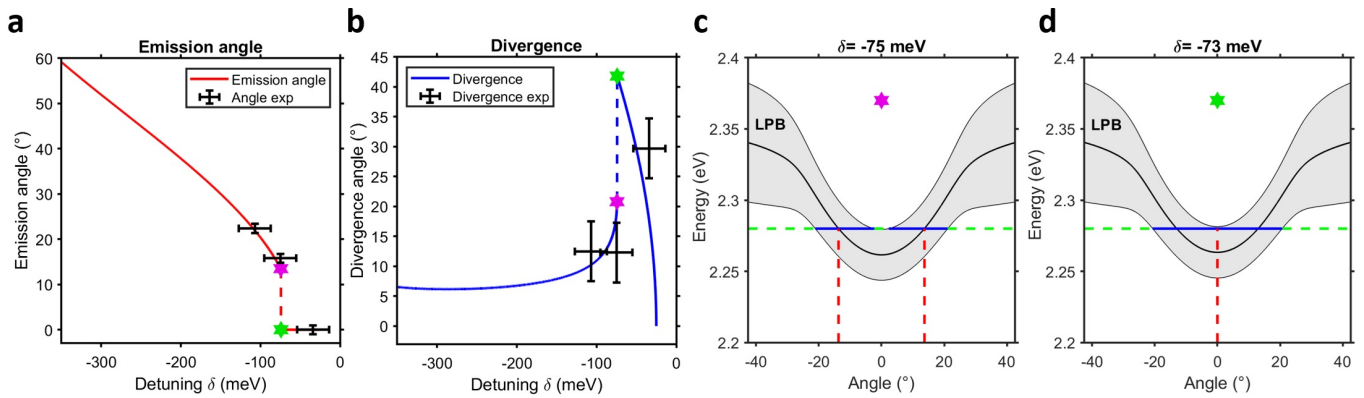 a
Emission angle
Emission angle (°)
60
50
40
30
20
10
0
Emission angle
Angle exp
-300
-200
-100
0
Detuning δ (meV)
b
Divergence
Divergence angle (°)
45
40
35
30
25
20
15
10
5
0
Divergence
Divergence exp
-300
-200
-100
0
Detuning δ (meV)
c
δ= -75 meV
Energy (eV)
2.4
2.35
2.3
2.25
2.2
LPB
-40
-20
0
20
40
Angle (°)
d
δ= -73 meV
Energy (eV)
2.4
2.35
2.3
2.25
2.2
LPB
-40
-20
0
20
40
Angle (°)